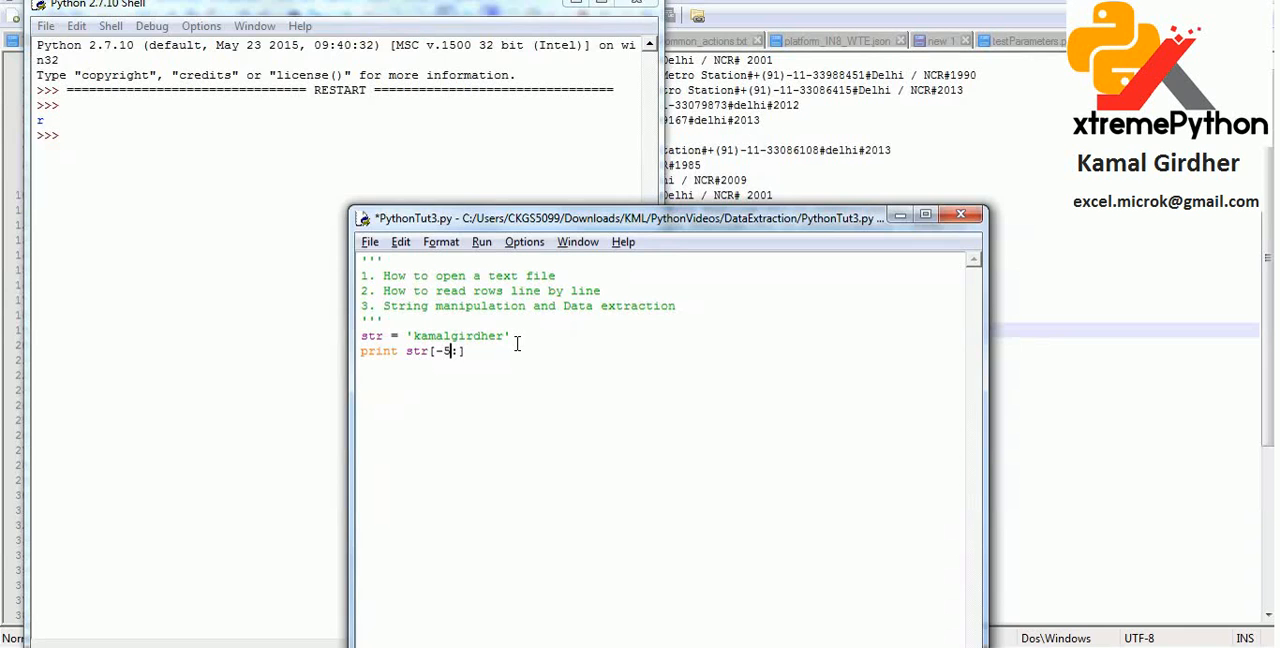 Python 2.7.10 Shell
File Edit Shell Debug Options Window Help
Python 2.7.10 (default, May 23 2015, 09:40:32) [MSC v.1500 32 bit (Intel)] on wi
n32
Type "copyright", "credits" or "license()" for more information.
>>> ================================ RESTART ================================
>>>
r
>>>
ommon_actions.txt platform_IN8_WTE.json new 1 testParameters.p
Delhi / NCR# 2001
Metro Station#+(91)-11-33988451#Delhi / NCR#1990
tro Station#+(91)-11-33086415#Delhi / NCR#2013
1-33079873#delhi#2012
9167#delhi#2013
tation#+(91)-11-33086108#delhi#2013
R#1985
hi / NCR#2009
Delhi / NCR# 2001
xtremePython
Kamal Girdher
excel.microk@gmail.com
*PythonTut3.py - C:/Users/CKGS5099/Downloads/KML/PythonVideos/DataExtraction/PythonTut3.py ...
File Edit Format Run Options Window Help
'''
1. How to open a text file
2. How to read rows line by line
3. String manipulation and Data extraction
'''
str = 'kamalgirdher'
print str[-5:]
Dos\Windows UTF-8 INS